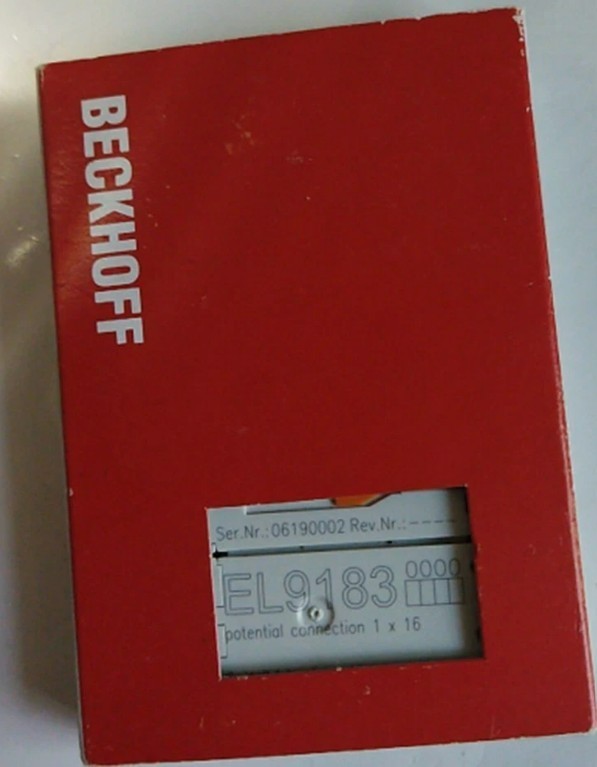 BECKHOFF
Ser.Nr.: 06190002 Rev.Nr.: ----
EL9183 0000
potential connection 1 x 16